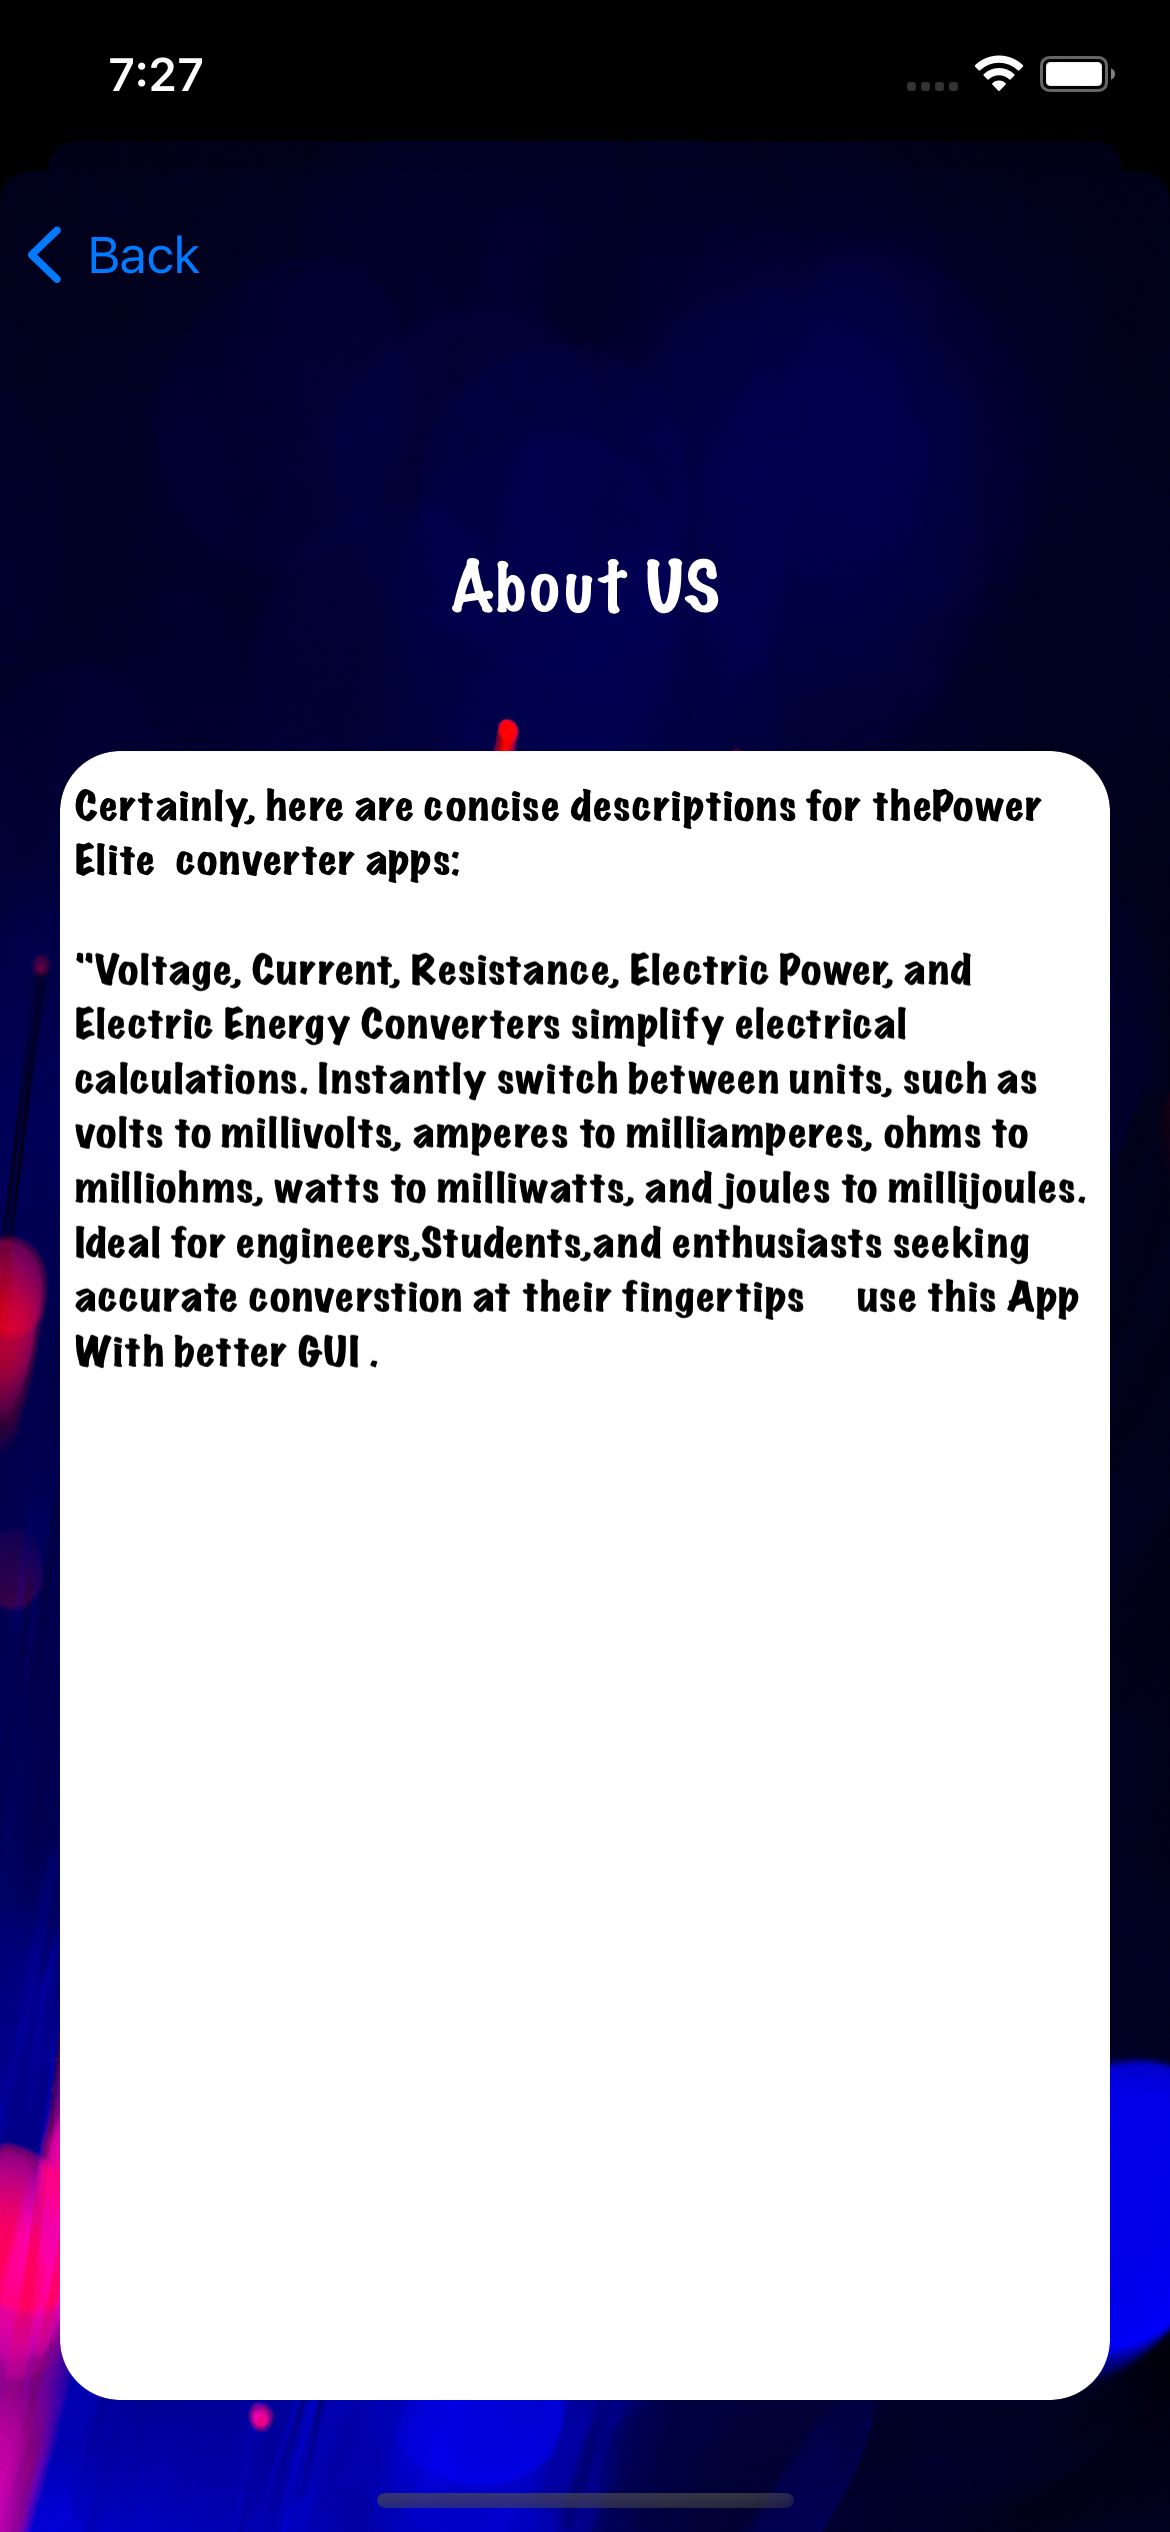 7:27
Back
About US
Certainly, here are concise descriptions for thePower
Elite  converter apps:
"Voltage, Current, Resistance, Electric Power, and
Electric Energy Converters simplify electrical
calculations. Instantly switch between units, such as
volts to millivolts, amperes to milliamperes, ohms to
milliohms, watts to milliwatts, and joules to millijoules.
Ideal for engineers,Students,and enthusiasts seeking
accurate converstion at their fingertips     use this App
With better GUI .